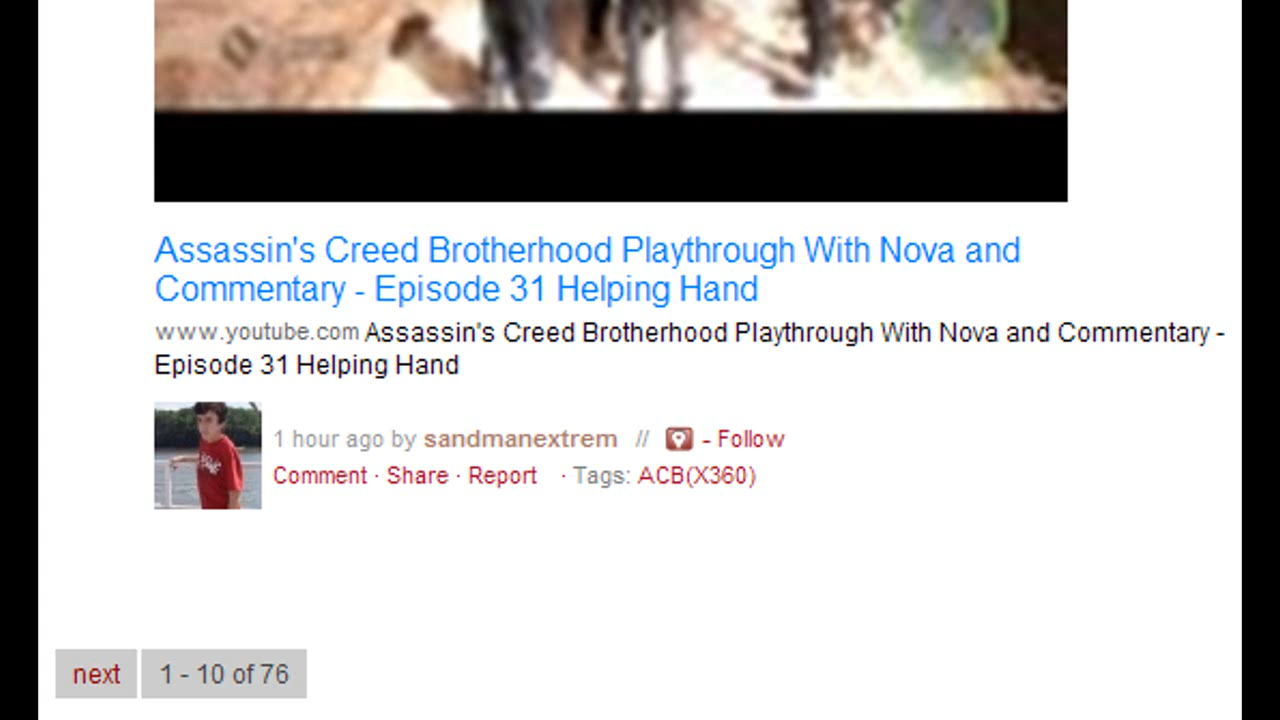 Assassin's Creed Brotherhood Playthrough With Nova and
Commentary - Episode 31 Helping Hand
www.youtube.com Assassin's Creed Brotherhood Playthrough With Nova and Commentary -
Episode 31 Helping Hand
1 hour ago by sandmanextrem // - Follow
Comment · Share · Report · Tags: ACB(X360)
next 1 - 10 of 76